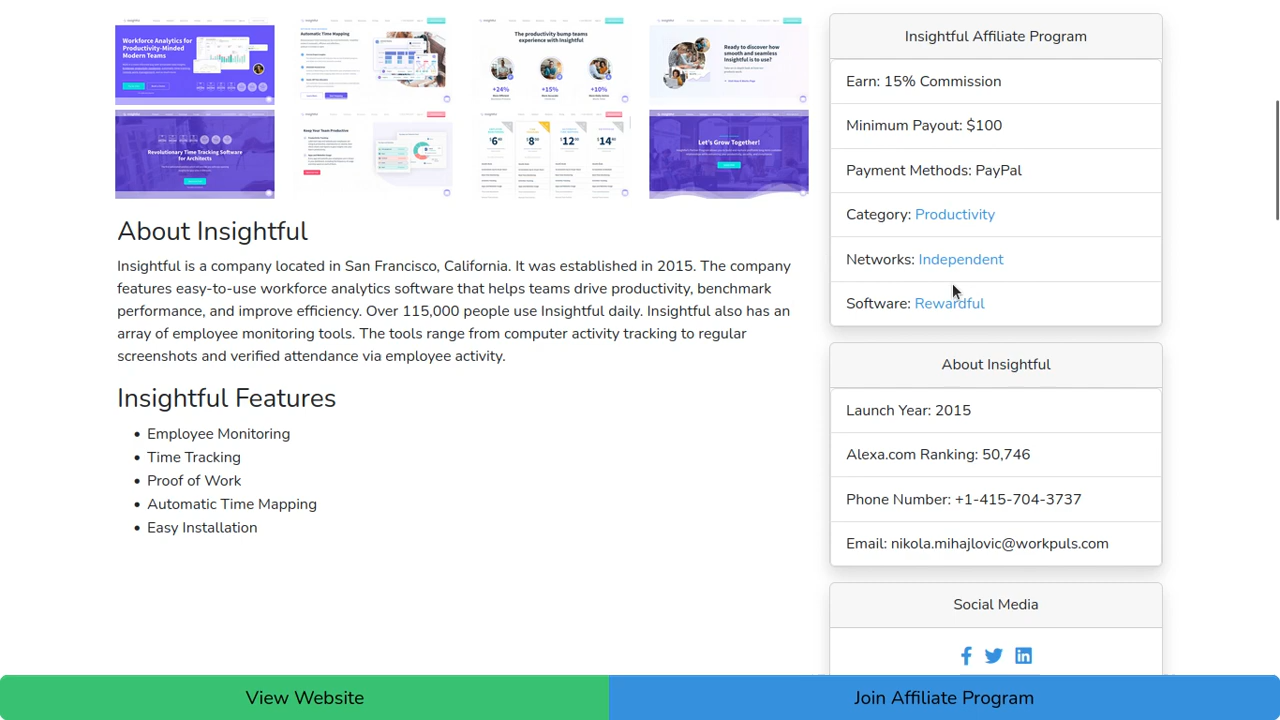 Workforce Analytics for
Productivity-Minded
Modern Teams
Automatic Time Mapping
The productivity bump teams
experience with Insightful
+24%
+15%
+10%
Ready to discover how
smooth and seamless
Insightful is to use?
Revolutionary Time Tracking Software
for Architects
Keep Your Team Productive
Let's Grow Together!
About Insightful
Insightful is a company located in San Francisco, California. It was established in 2015. The company
features easy-to-use workforce analytics software that helps teams drive productivity, benchmark
performance, and improve efficiency. Over 115,000 people use Insightful daily. Insightful also has an
array of employee monitoring tools. The tools range from computer activity tracking to regular
screenshots and verified attendance via employee activity.
Insightful Features
• Employee Monitoring
• Time Tracking
• Proof of Work
• Automatic Time Mapping
• Easy Installation
Insightful Affiliate Program
Earn: 15% Commission
Minimum Payout: $100
Payment Methods: PayPal
Category: Productivity
Networks: Independent
Software: Rewardful
About Insightful
Launch Year: 2015
Alexa.com Ranking: 50,746
Phone Number: +1-415-704-3737
Email: nikola.mihajlovic@workpuls.com
Social Media
View Website
Join Affiliate Program